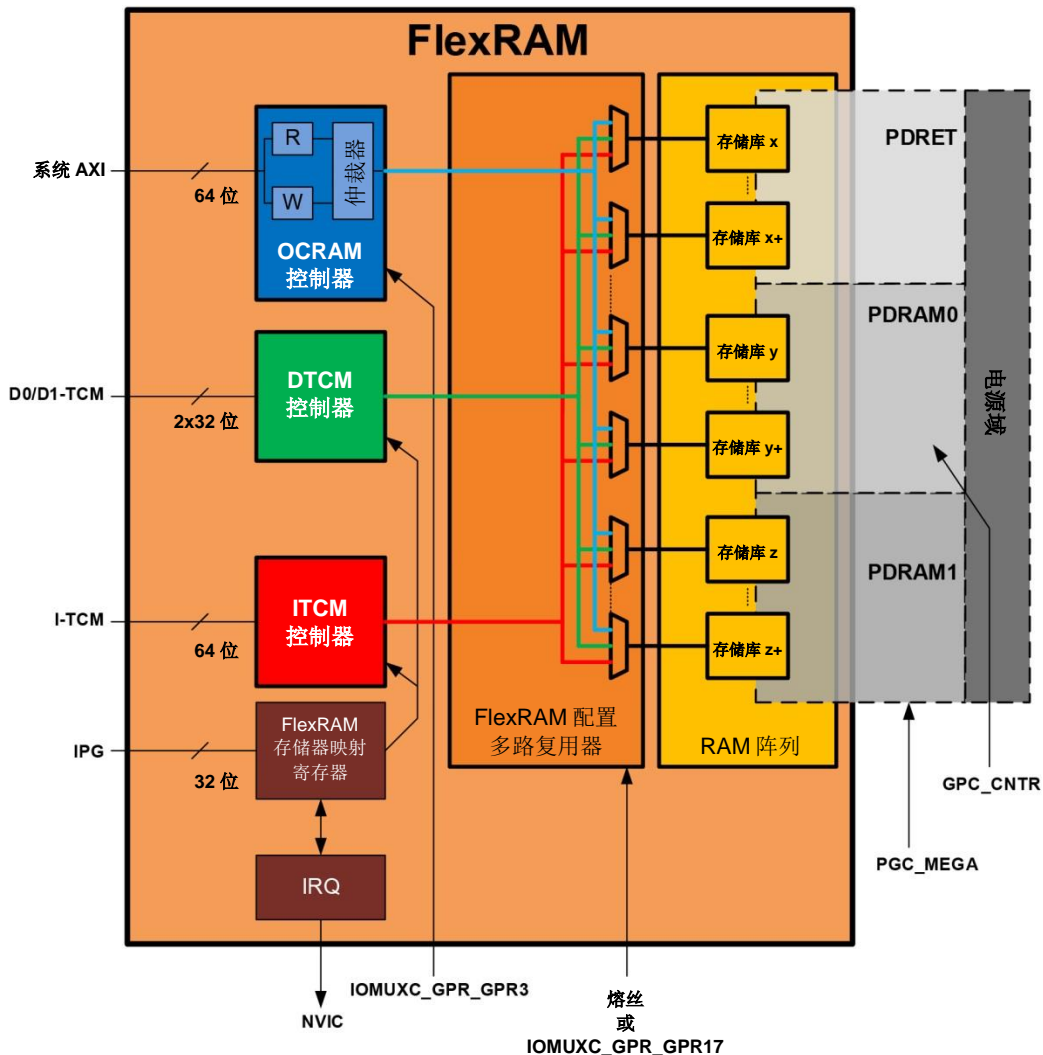 FlexRAM
系统 AXI
64 位
R
W
仲裁器
OCRAM
控制器
D0/D1-TCM
2x32 位
DTCM
控制器
I-TCM
64 位
ITCM
控制器
IPG
32 位
FlexRAM
存储器映射
寄存器
IRQ
NVIC
IOMUXC_GPR_GPR3
FlexRAM 配置
多路复用器
熔丝
或
IOMUXC_GPR_GPR17
存储库 x
存储库 x+
存储库 y
存储库 y+
存储库 z
存储库 z+
RAM 阵列
PDRET
PDRAM0
PDRAM1
电源域
GPC_CNTR
PGC_MEGA